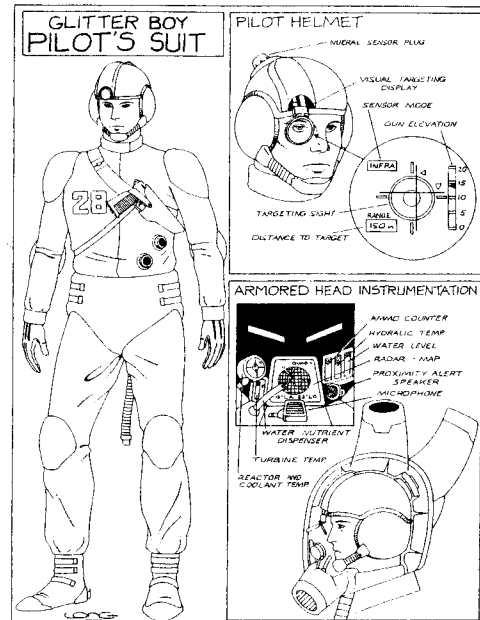 GLITTER BOY
PILOT'S SUIT
28
PILOT HELMET
NUERAL SENSOR PLUG
VISUAL TARGETING
DISPLAY
SENSOR MODE
GUN ELEVATION
INFRA
20
15
10
5
0
TARGETING SIGHT
RANGE
150 m
DISTANCE TO TARGET
ARMORED HEAD INSTRUMENTATION
AMMO COUNTER
HYDRALIC TEMP
WATER LEVEL
RADAR - MAP
PROXIMITY ALERT
SPEAKER
MICROPHONE
WATER NUTRIENT
DISPENSER
TURBINE TEMP
REACTOR AND
COOLANT TEMP